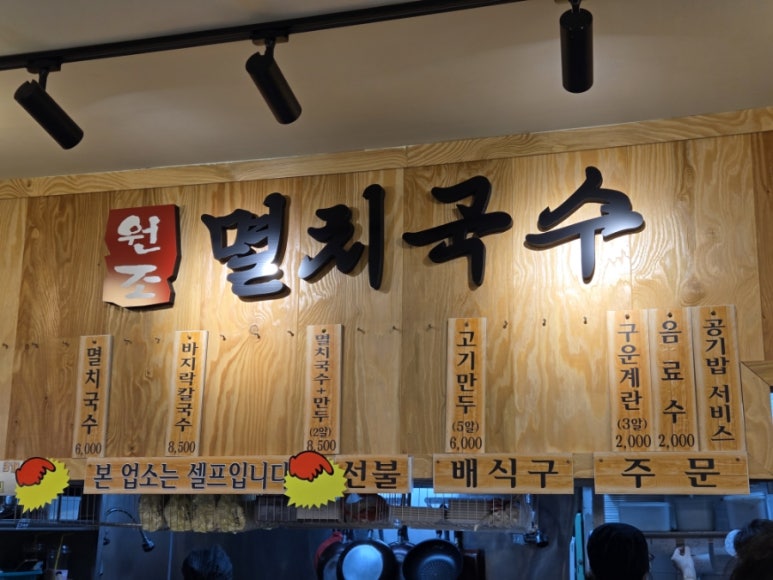 원조
멸치국수
멸치국수 6,000
바지락칼국수 8,500
멸치국수+만두 (2알) 8,500
고기만두 (5알) 6,000
구운계란 (3알) 2,000
음료수 2,000
공기밥 서비스
본 업소는 셀프입니다
선불
배식구
주문